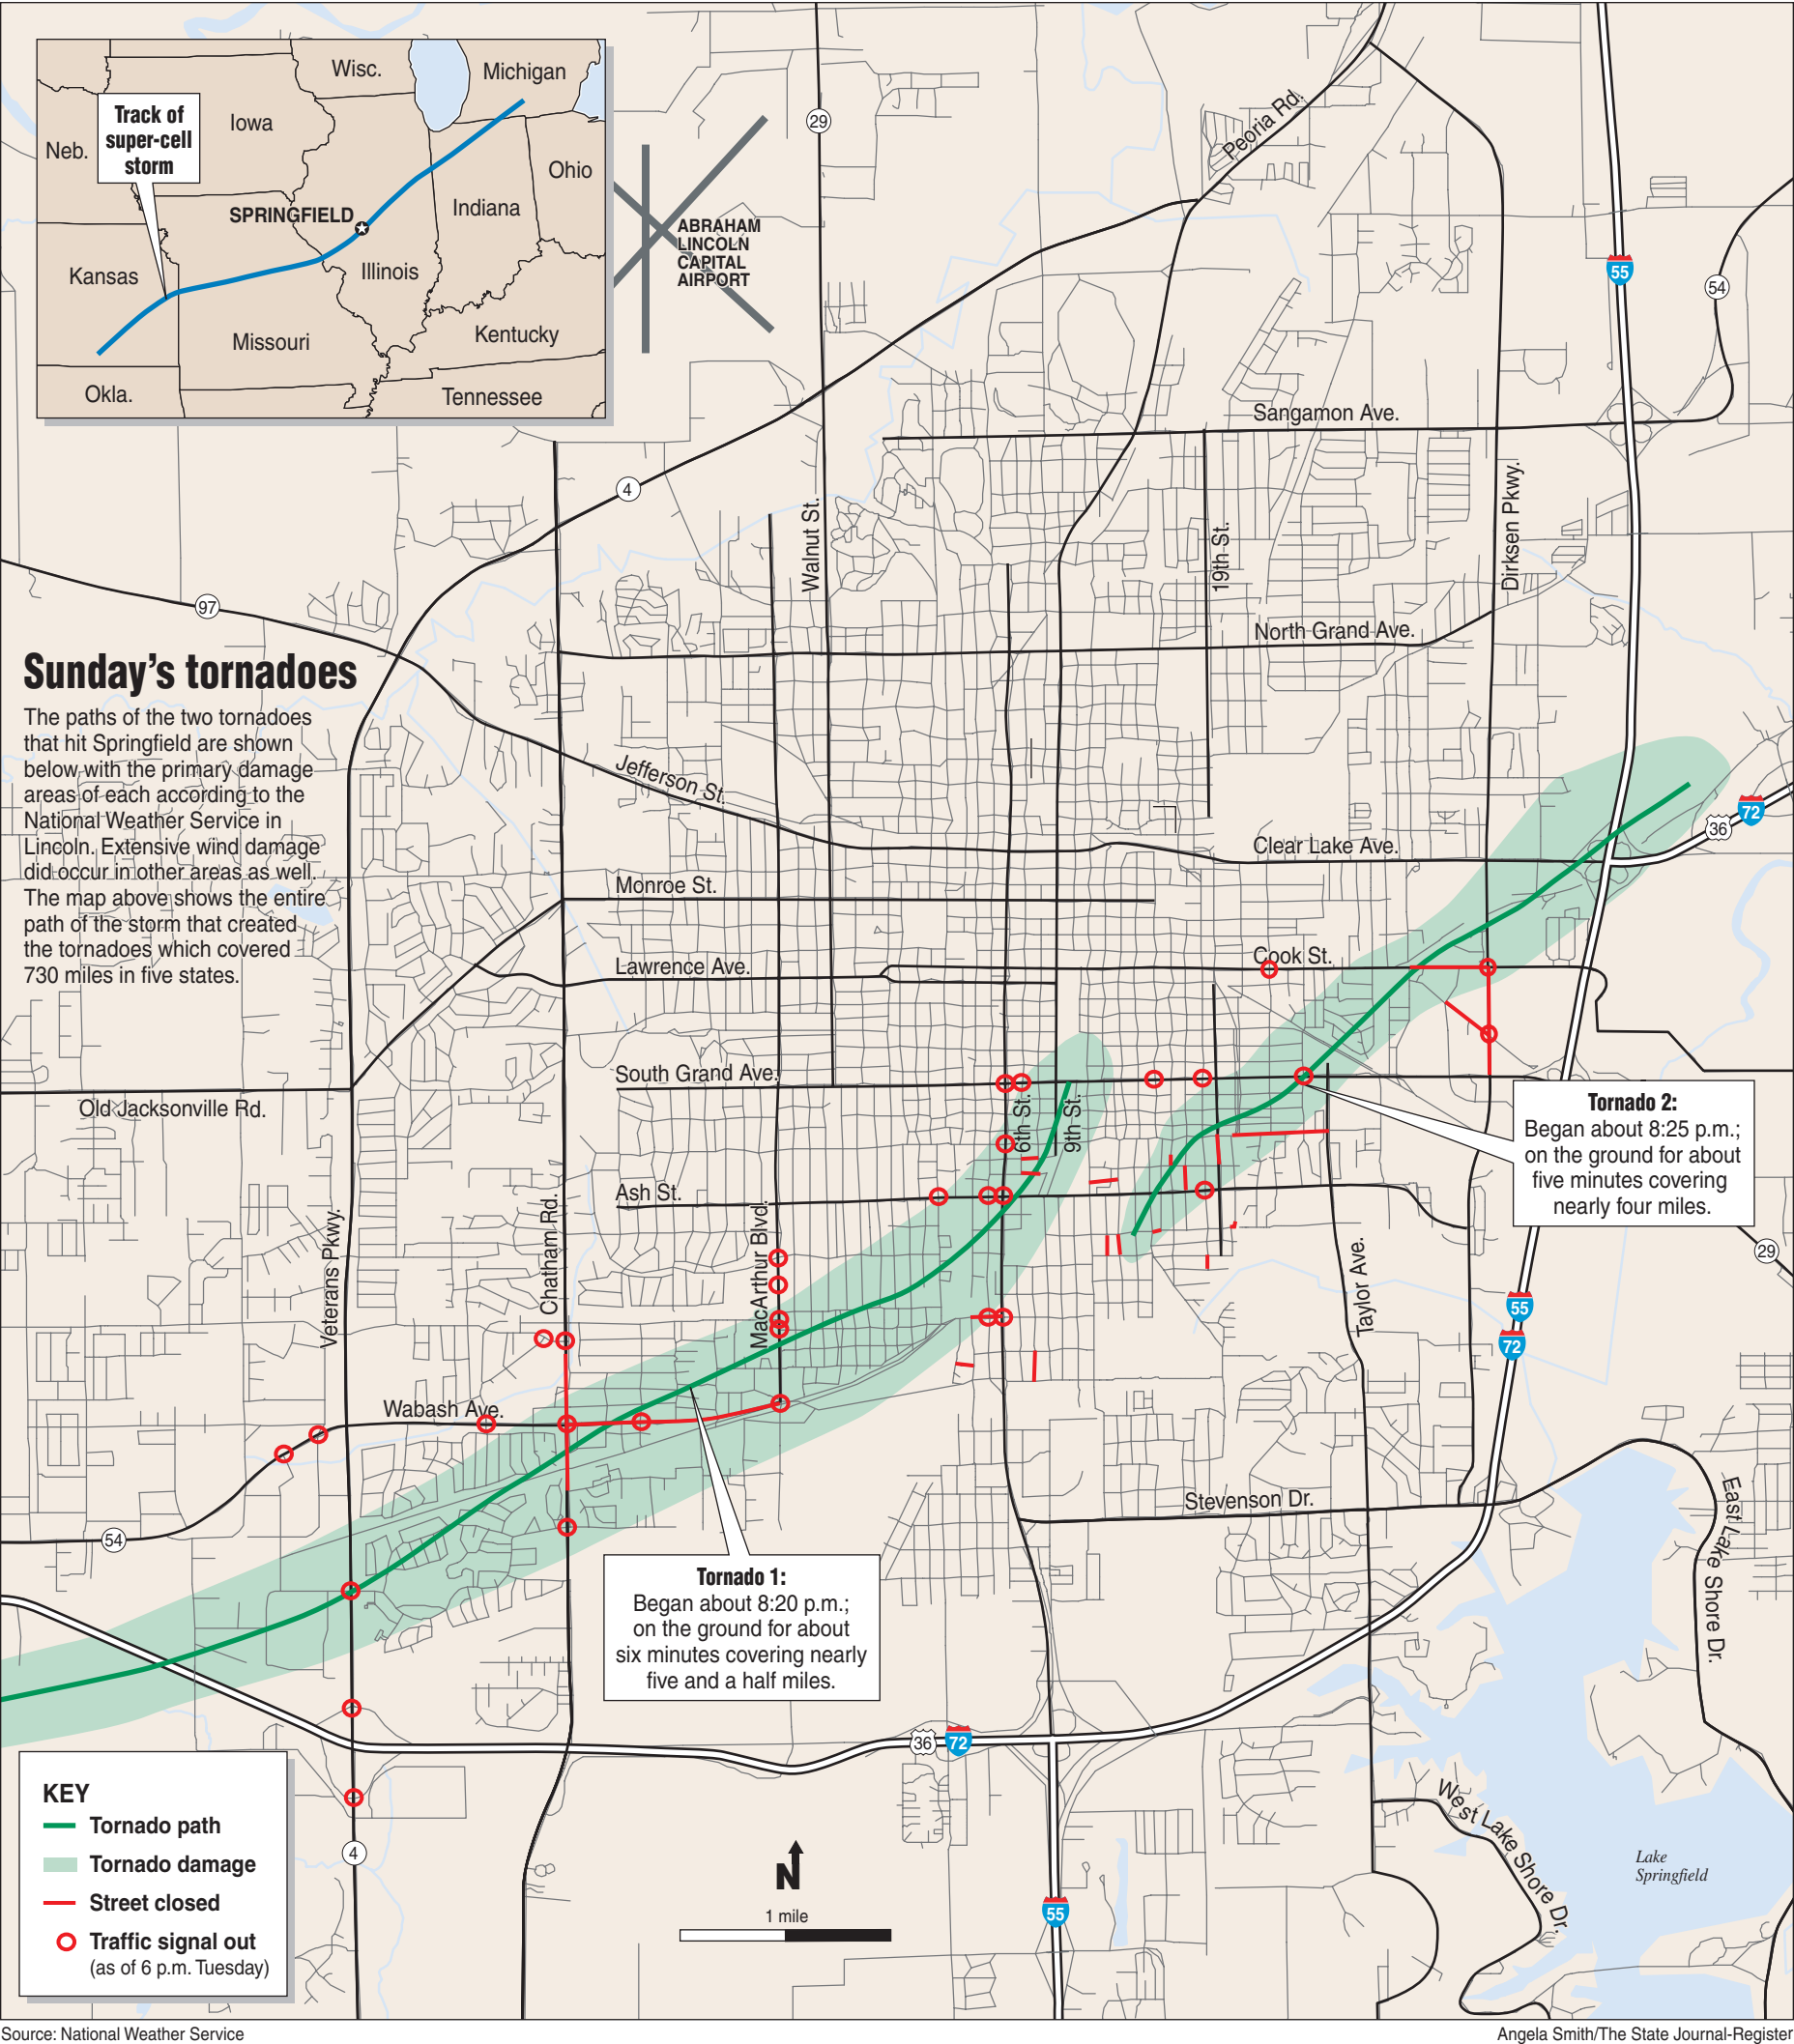 Wisc.
Michigan
Track of
super-cell
storm
Iowa
Neb.
Ohio
SPRINGFIELD
Indiana
Kansas
Illinois
Missouri
Kentucky
Okla.
Tennessee
29
Peoria Rd.
ABRAHAM
LINCOLN
CAPITAL
AIRPORT
55
54
Sangamon Ave.
4
Walnut St.
19th St.
Dirksen Pkwy.
97
North Grand Ave.
Sunday's tornadoes
The paths of the two tornadoes
that hit Springfield are shown
below with the primary damage
areas of each according to the
National Weather Service in
Lincoln. Extensive wind damage
did occur in other areas as well.
The map above shows the entire
path of the storm that created
the tornadoes which covered
730 miles in five states.
Jefferson St.
72
36
Clear Lake Ave.
Monroe St.
Cook St.
Lawrence Ave.
South Grand Ave.
Old Jacksonville Rd.
6th St.
9th St.
Tornado 2:
Began about 8:25 p.m.;
on the ground for about
five minutes covering
nearly four miles.
Ash St.
29
Veterans Pkwy.
Chatham Rd.
MacArthur Blvd.
Taylor Ave.
55
72
Wabash Ave.
Stevenson Dr.
East Lake Shore Dr.
54
Tornado 1:
Began about 8:20 p.m.;
on the ground for about
six minutes covering nearly
five and a half miles.
36
72
KEY
Tornado path
Tornado damage
Street closed
Traffic signal out
(as of 6 p.m. Tuesday)
4
N
1 mile
55
West Lake Shore Dr.
Lake
Springfield
Source: National Weather Service
Angela Smith/The State Journal-Register